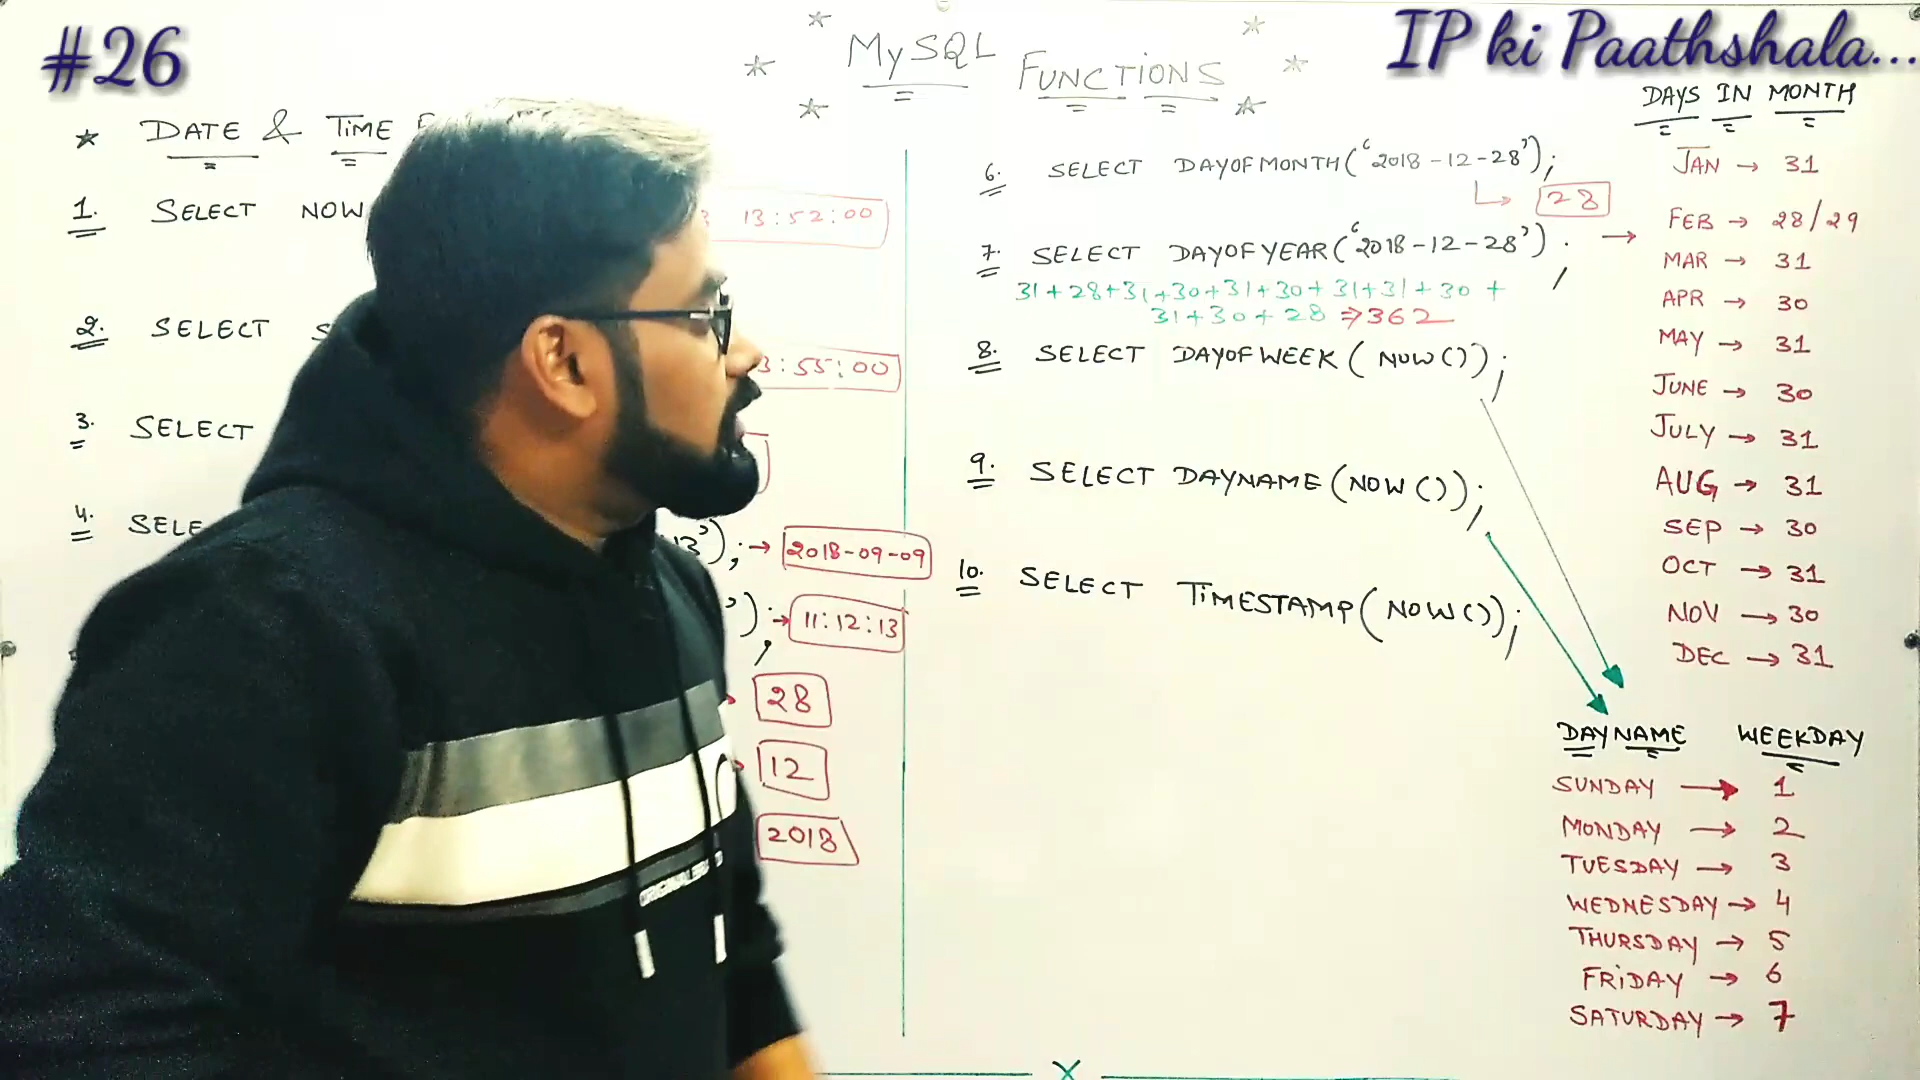 #26
IP ki Paathshala...
MySQL FUNCTIONS
DATE & TIME
1. SELECT NOW
13:52:00
2. SELECT S
3:55:00
3. SELECT
4. SELE
13'); → 2018-09-09
'); → 11:12:13
28
12
2018
ORIGINALS
6. SELECT DAYOFMONTH('2018-12-28');
↳ 28
7. SELECT DAYOFYEAR('2018-12-28'); →
31+28+31+30+31+30+31+31+30+
31+30+28 ⇒ 362
8. SELECT DAYOFWEEK (NOW());
9. SELECT DAYNAME (NOW());
10. SELECT TIMESTAMP(NOW());
X
DAYS IN MONTH
JAN → 31
FEB → 28/29
MAR → 31
APR → 30
MAY → 31
JUNE → 30
JULY → 31
AUG → 31
SEP → 30
OCT → 31
NOV → 30
DEC → 31
DAYNAME WEEKDAY
SUNDAY → 1
MONDAY → 2
TUESDAY → 3
WEDNESDAY → 4
THURSDAY → 5
FRIDAY → 6
SATURDAY → 7